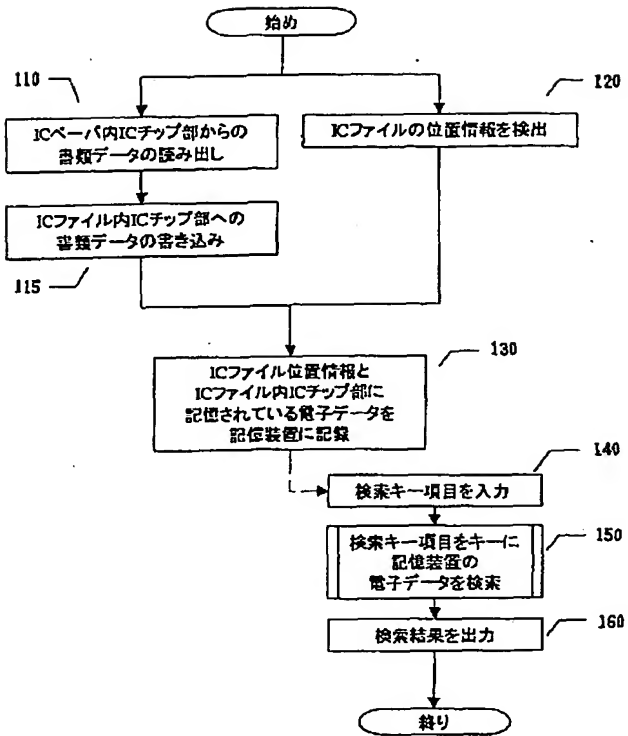 始め
110
120
ICペーパ内ICチップ部からの
書類データの読み出し
ICファイルの位置情報を検出
ICファイル内ICチップ部への
書類データの書き込み
115
130
ICファイル位置情報と
ICファイル内ICチップ部に
記憶されている電子データを
記憶装置に記録
140
検索キー項目を入力
150
検索キー項目をキーに
記憶装置の
電子データを検索
160
検索結果を出力
終り